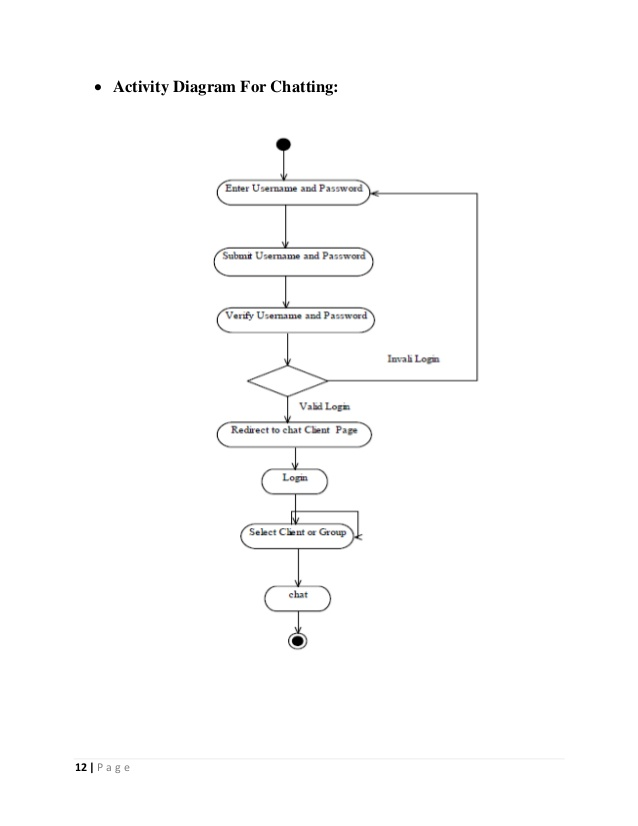 • Activity Diagram For Chatting:
Enter Username and Password
Submit Username and Password
Verify Username and Password
Invali Login
Valid Login
Redirect to chat Client Page
Login
Select Client or Group
chat
12 | P a g e